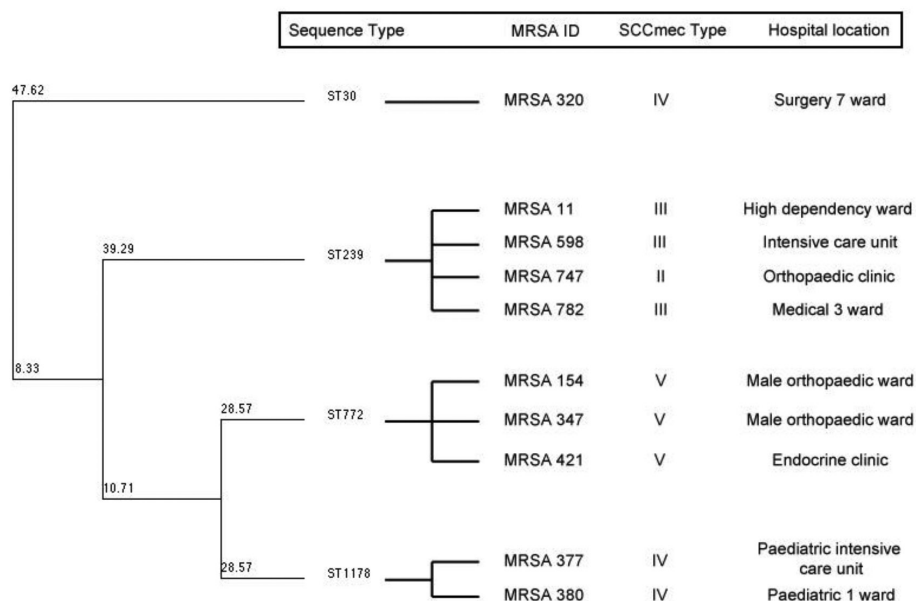 Sequence Type MRSA ID SCCmec Type Hospital location
47.62 ST30 MRSA 320 IV Surgery 7 ward
MRSA 11 III High dependency ward
39.29 ST239 MRSA 598 III Intensive care unit
MRSA 747 II Orthopaedic clinic
MRSA 782 III Medical 3 ward
8.33
MRSA 154 V Male orthopaedic ward
28.57 ST772 MRSA 347 V Male orthopaedic ward
MRSA 421 V Endocrine clinic
10.71
Paediatric intensive
28.57 ST1178 MRSA 377 IV care unit
MRSA 380 IV Paediatric 1 ward